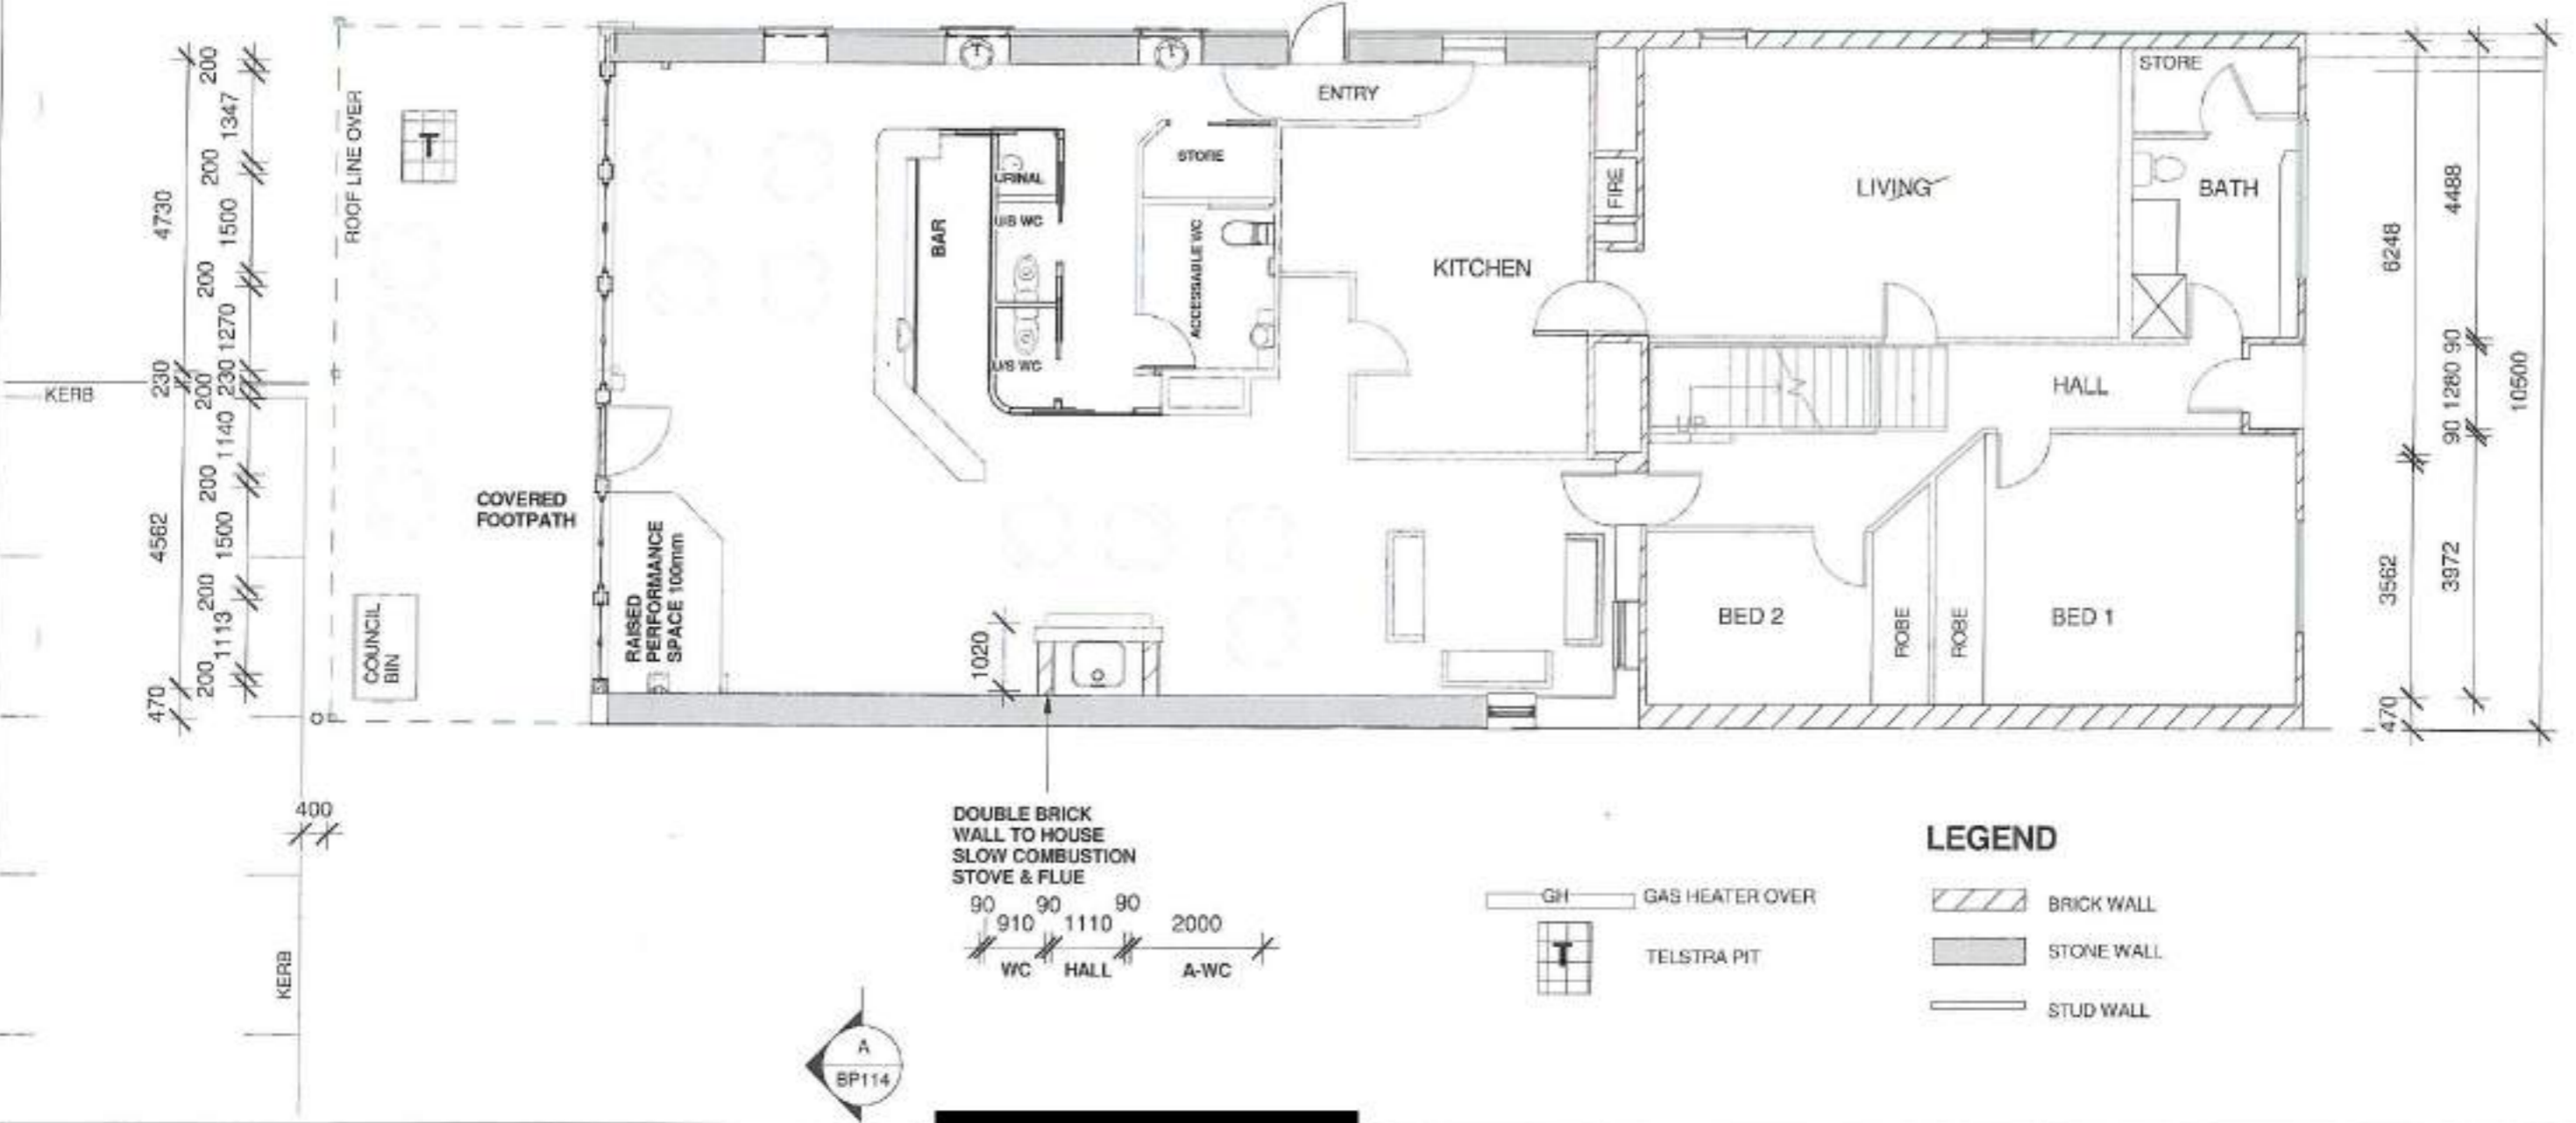 ROOF LINE OVER
T
4730
230
4562
470
200
1347
200
1500
200
1270
230
200
1140
200
1500
200
1113
200
KERB
COVERED
FOOTPATH
COUNCIL
BIN
RAISED
PERFORMANCE
SPACE 100mm
BAR
URINAL
U/S WC
U/S WC
STORE
ACCESSABLE WC
ENTRY
KITCHEN
FIRE
LIVING
STORE
BATH
HALL
UP
BED 2
ROBE
ROBE
BED 1
1020
6248
3562
470
4488
90
1280
90
3972
10500
400
KERB
DOUBLE BRICK
WALL TO HOUSE
SLOW COMBUSTION
STOVE & FLUE
90 90 90
910 1110 2000
WC HALL A-WC
A
BP114
GH GAS HEATER OVER
T TELSTRA PIT
LEGEND
BRICK WALL
STONE WALL
STUD WALL